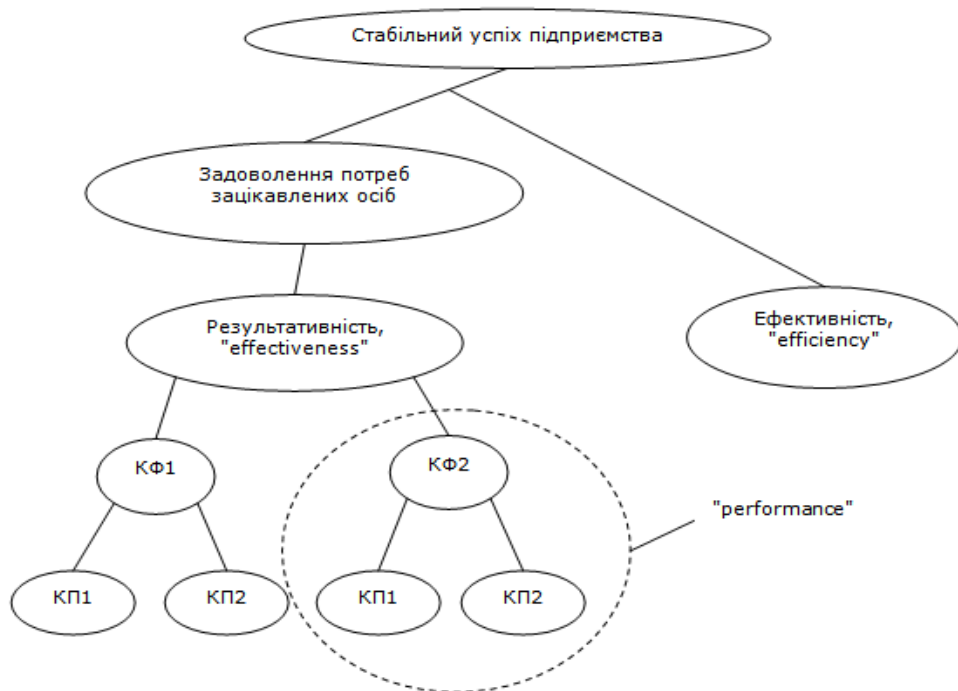 Стабільний успіх підприємства
Задоволення потреб
зацікавлених осіб
Результативність,
"effectiveness"
Ефективність,
"efficiency"
КФ1
КФ2
"performance"
КП1
КП2
КП1
КП2